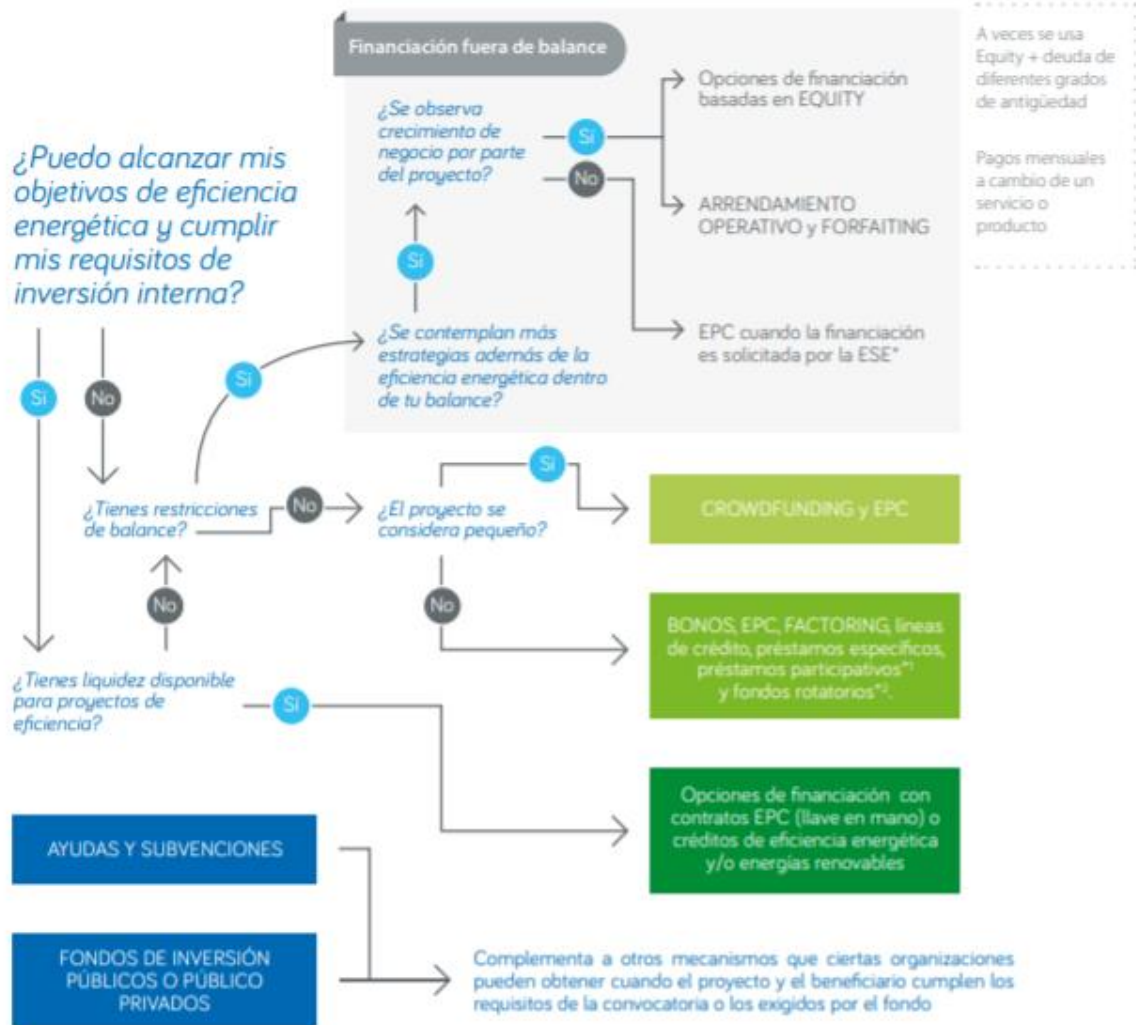 Financiación fuera de balance
¿Se observa
crecimiento de
negocio por parte
del proyecto?
Sí
No
Opciones de financiación
basadas en EQUITY
ARRENDAMIENTO
OPERATIVO y FORFAITING
A veces se usa
Equity + deuda de
diferentes grados
de antigüedad
Pagos mensuales
a cambio de un
servicio o
producto
¿Puedo alcanzar mis
objetivos de eficiencia
energética y cumplir
mis requisitos de
inversión interna?
Sí
¿Se contemplan más
estrategias además de la
eficiencia energética dentro
de tu balance?
EPC cuando la financiación
es solicitada por la ESE*
Sí
No
Sí
¿Tienes restricciones
de balance?
No
¿El proyecto se
considera pequeño?
Sí
CROWDFUNDING y EPC
No
No
BONOS, EPC, FACTORING, líneas
de crédito, préstamos específicos,
préstamos participativos*1
y fondos rotatorios*2.
¿Tienes liquidez disponible
para proyectos de
eficiencia?
Sí
Opciones de financiación con
contratos EPC (llave en mano) o
créditos de eficiencia energética
y/o energías renovables
AYUDAS Y SUBVENCIONES
FONDOS DE INVERSIÓN
PÚBLICOS O PÚBLICO
PRIVADOS
Complementa a otros mecanismos que ciertas organizaciones
pueden obtener cuando el proyecto y el beneficiario cumplen los
requisitos de la convocatoria o los exigidos por el fondo